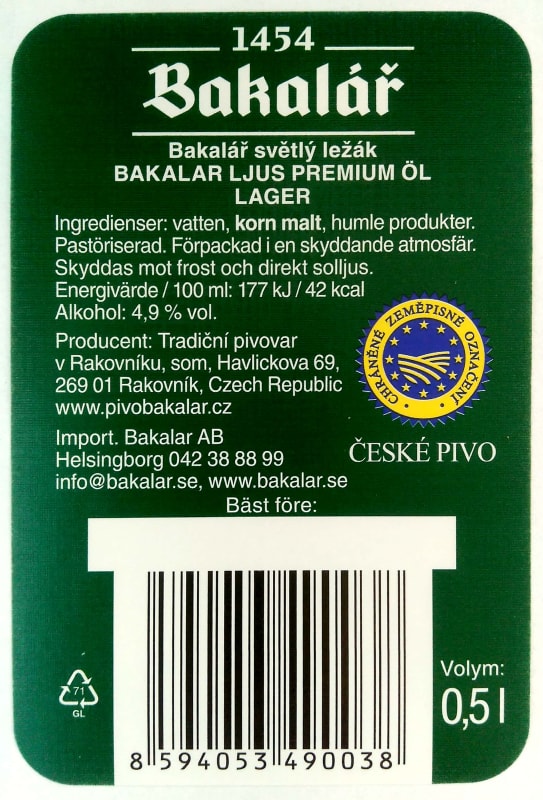 1454
Bakalář
Bakalář světlý ležák
BAKALAR LJUS PREMIUM ÖL
LAGER
Ingredienser: vatten, korn malt, humle produkter.
Pastöriserad. Förpackad i en skyddande atmosfär.
Skyddas mot frost och direkt solljus.
Energivärde / 100 ml: 177 kJ / 42 kcal
Alkohol: 4,9 % vol.
Producent: Tradiční pivovar
v Rakovníku, som, Havlickova 69,
269 01 Rakovník, Czech Republic
www.pivobakalar.cz
CHRÁNĚNÉ ZEMĚPISNÉ OZNAČENÍ
ČESKÉ PIVO
Import. Bakalar AB
Helsingborg 042 38 88 99
info@bakalar.se, www.bakalar.se
Bäst före:
71
GL
8 594053 490038
Volym:
0,5 l